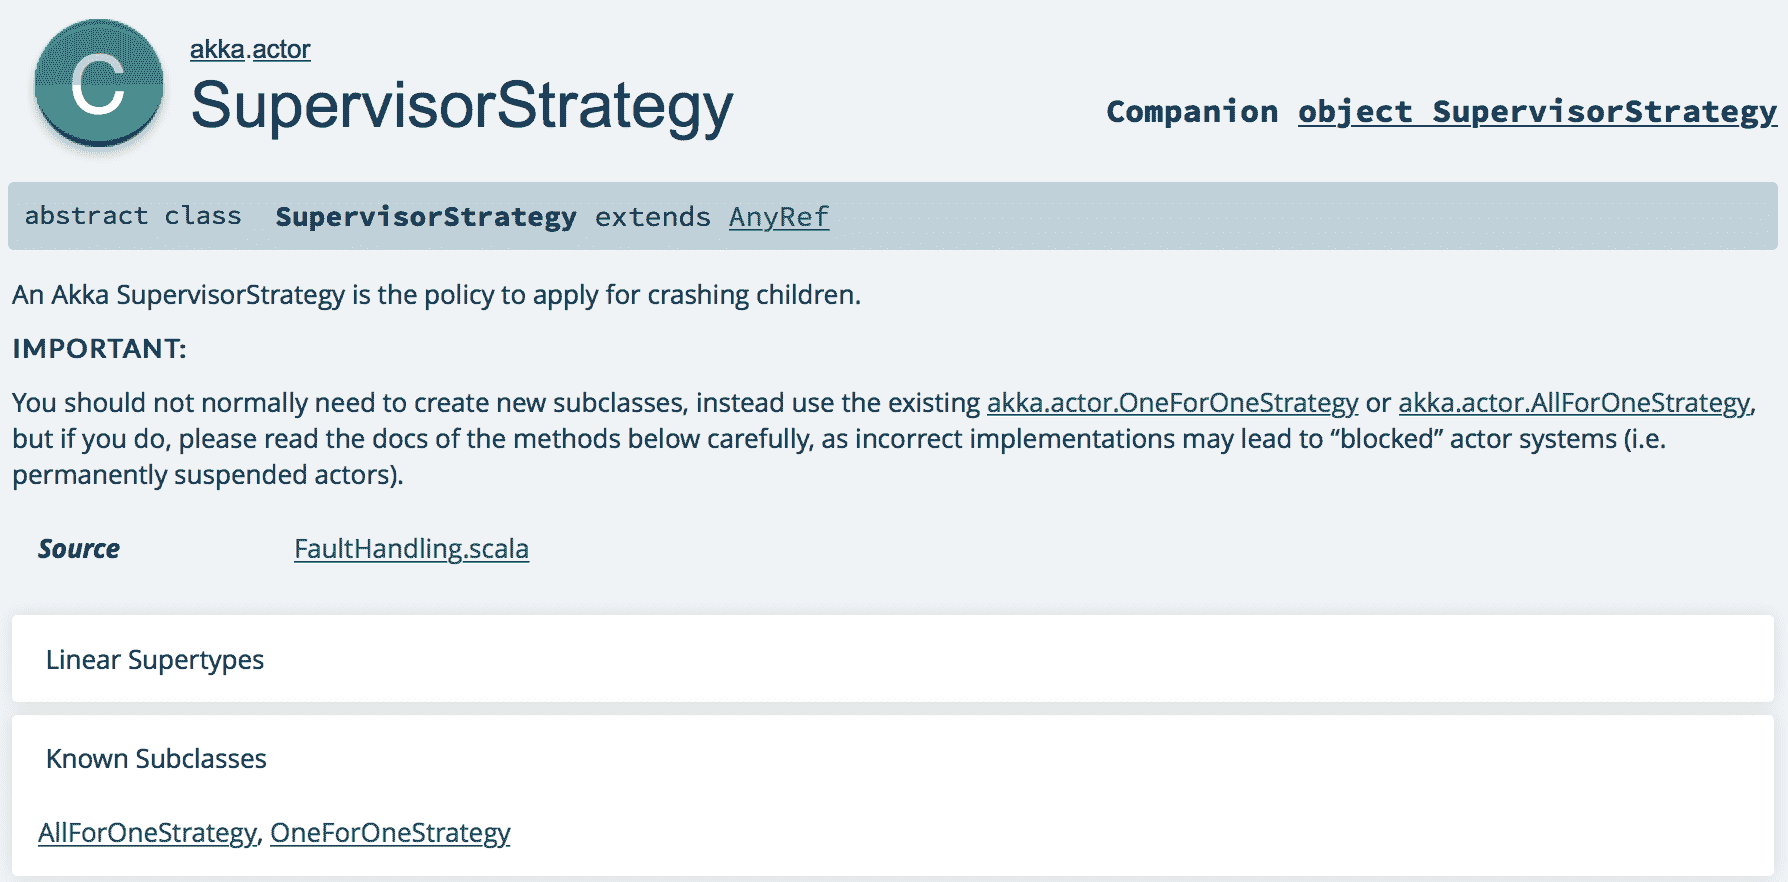 C
akka.actor
SupervisorStrategy
Companion object SupervisorStrategy
abstract class SupervisorStrategy extends AnyRef
An Akka SupervisorStrategy is the policy to apply for crashing children.
IMPORTANT:
You should not normally need to create new subclasses, instead use the existing akka.actor.OneForOneStrategy or akka.actor.AllForOneStrategy,
but if you do, please read the docs of the methods below carefully, as incorrect implementations may lead to “blocked” actor systems (i.e.
permanently suspended actors).
Source FaultHandling.scala
Linear Supertypes
Known Subclasses
AllForOneStrategy, OneForOneStrategy